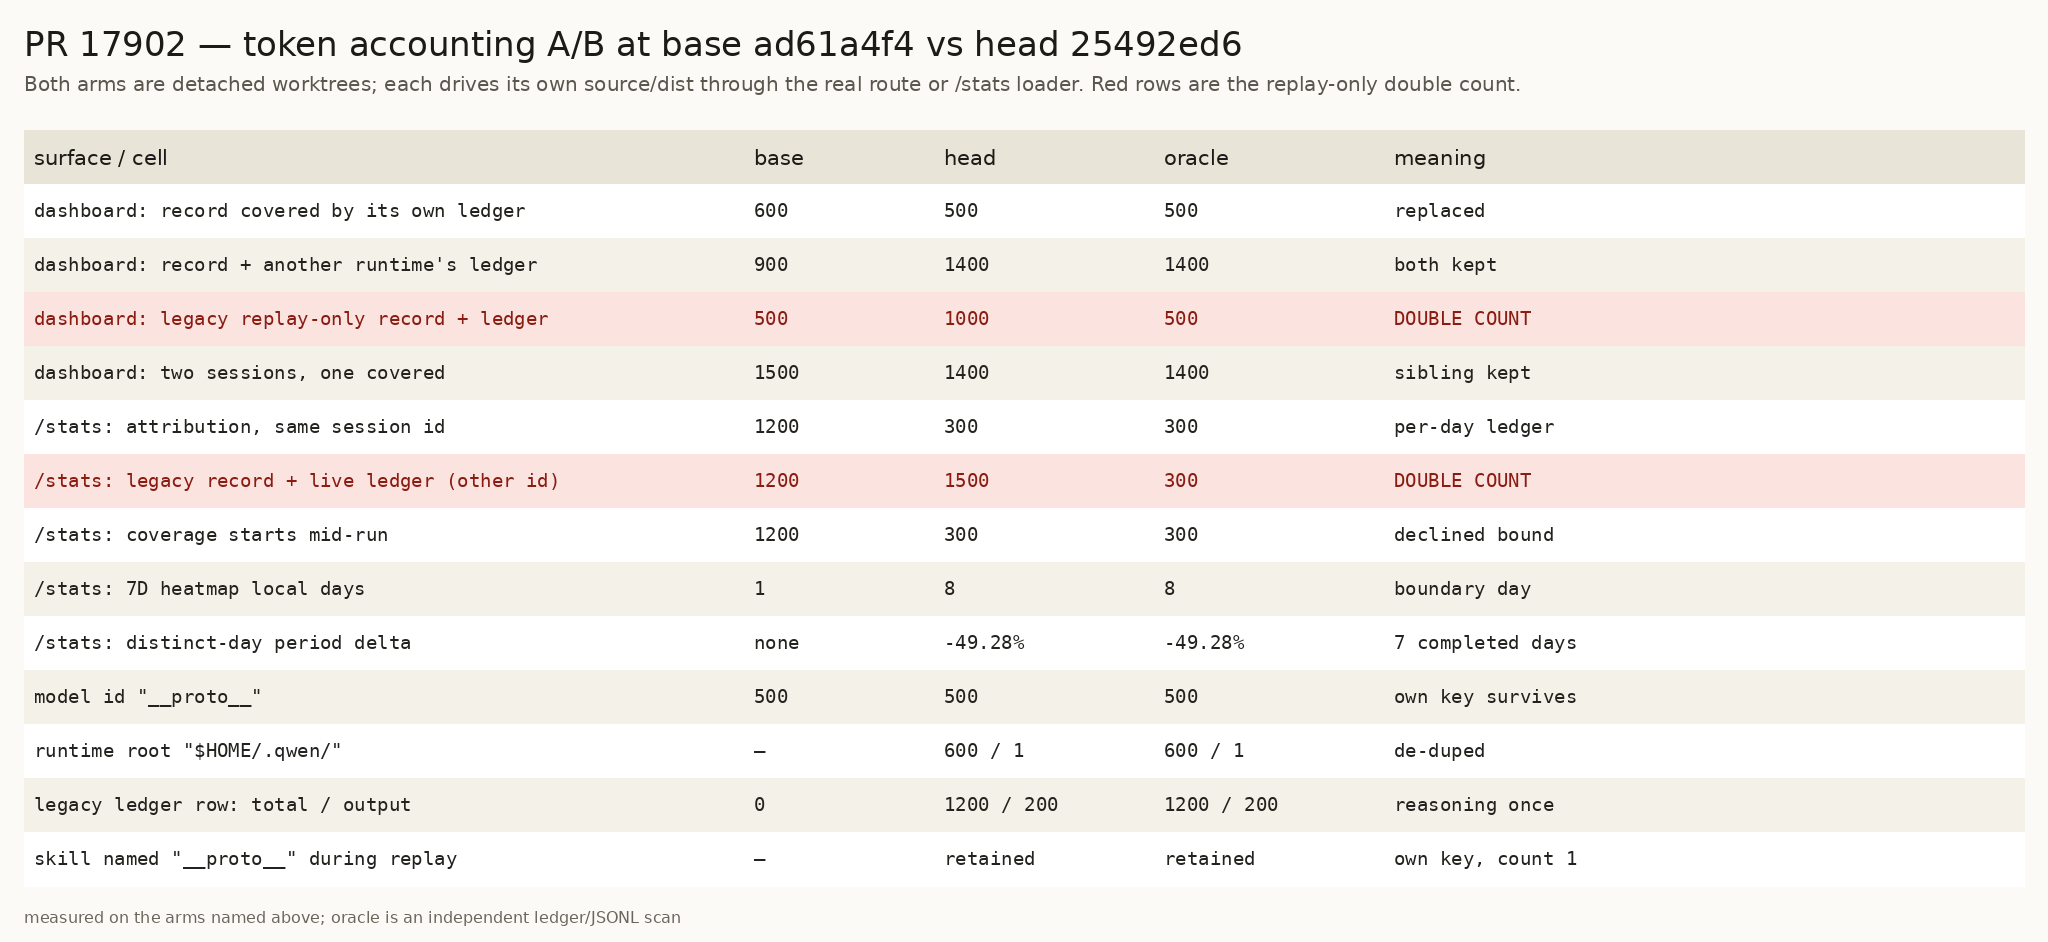 PR 17902 — token accounting A/B at base ad61a4f4 vs head 25492ed6
Both arms are detached worktrees; each drives its own source/dist through the real route or /stats loader. Red rows are the replay-only double count.
surface / cell base head oracle meaning
dashboard: record covered by its own ledger 600 500 500 replaced
dashboard: record + another runtime's ledger 900 1400 1400 both kept
dashboard: legacy replay-only record + ledger 500 1000 500 DOUBLE COUNT
dashboard: two sessions, one covered 1500 1400 1400 sibling kept
/stats: attribution, same session id 1200 300 300 per-day ledger
/stats: legacy record + live ledger (other id) 1200 1500 300 DOUBLE COUNT
/stats: coverage starts mid-run 1200 300 300 declined bound
/stats: 7D heatmap local days 1 8 8 boundary day
/stats: distinct-day period delta none -49.28% -49.28% 7 completed days
model id "__proto__" 500 500 500 own key survives
runtime root "$HOME/.qwen/" — 600 / 1 600 / 1 de-duped
legacy ledger row: total / output 0 1200 / 200 1200 / 200 reasoning once
skill named "__proto__" during replay — retained retained own key, count 1
measured on the arms named above; oracle is an independent ledger/JSONL scan